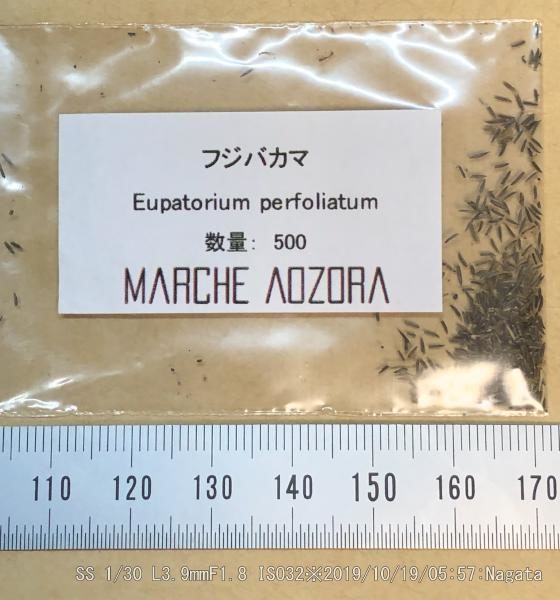 フジバカマ
Eupatorium perfoliatum
数量: 500
MARCHE AOZORA
110 120 130 140 150 160 170
SS 1/30 L3.9mmF1.8 ISO32※2019/10/19/05:57:Nagata